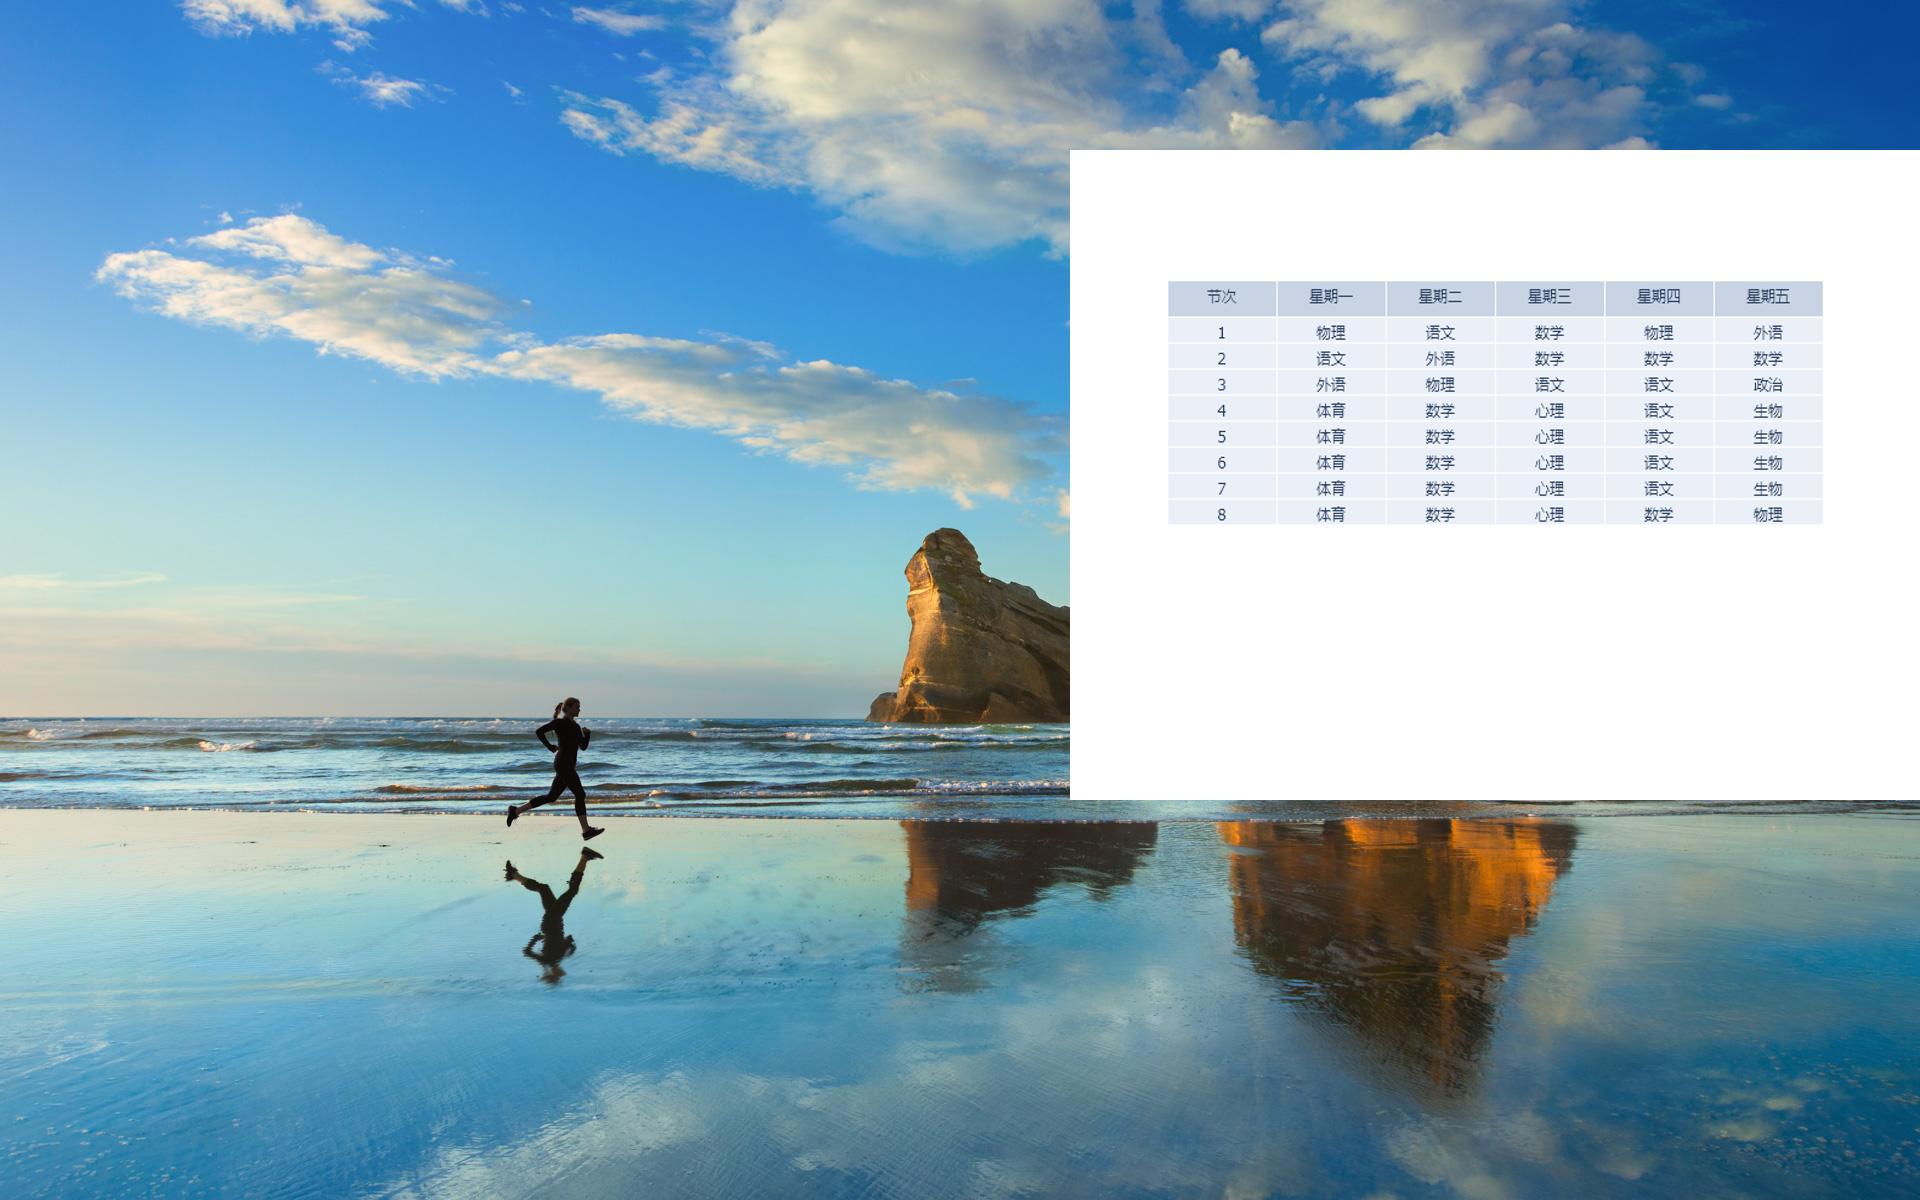 节次 星期一 星期二 星期三 星期四 星期五
1 物理 语文 数学 物理 外语
2 语文 外语 数学 数学 数学
3 外语 物理 语文 语文 政治
4 体育 数学 心理 语文 生物
5 体育 数学 心理 语文 生物
6 体育 数学 心理 语文 生物
7 体育 数学 心理 语文 生物
8 体育 数学 心理 数学 物理